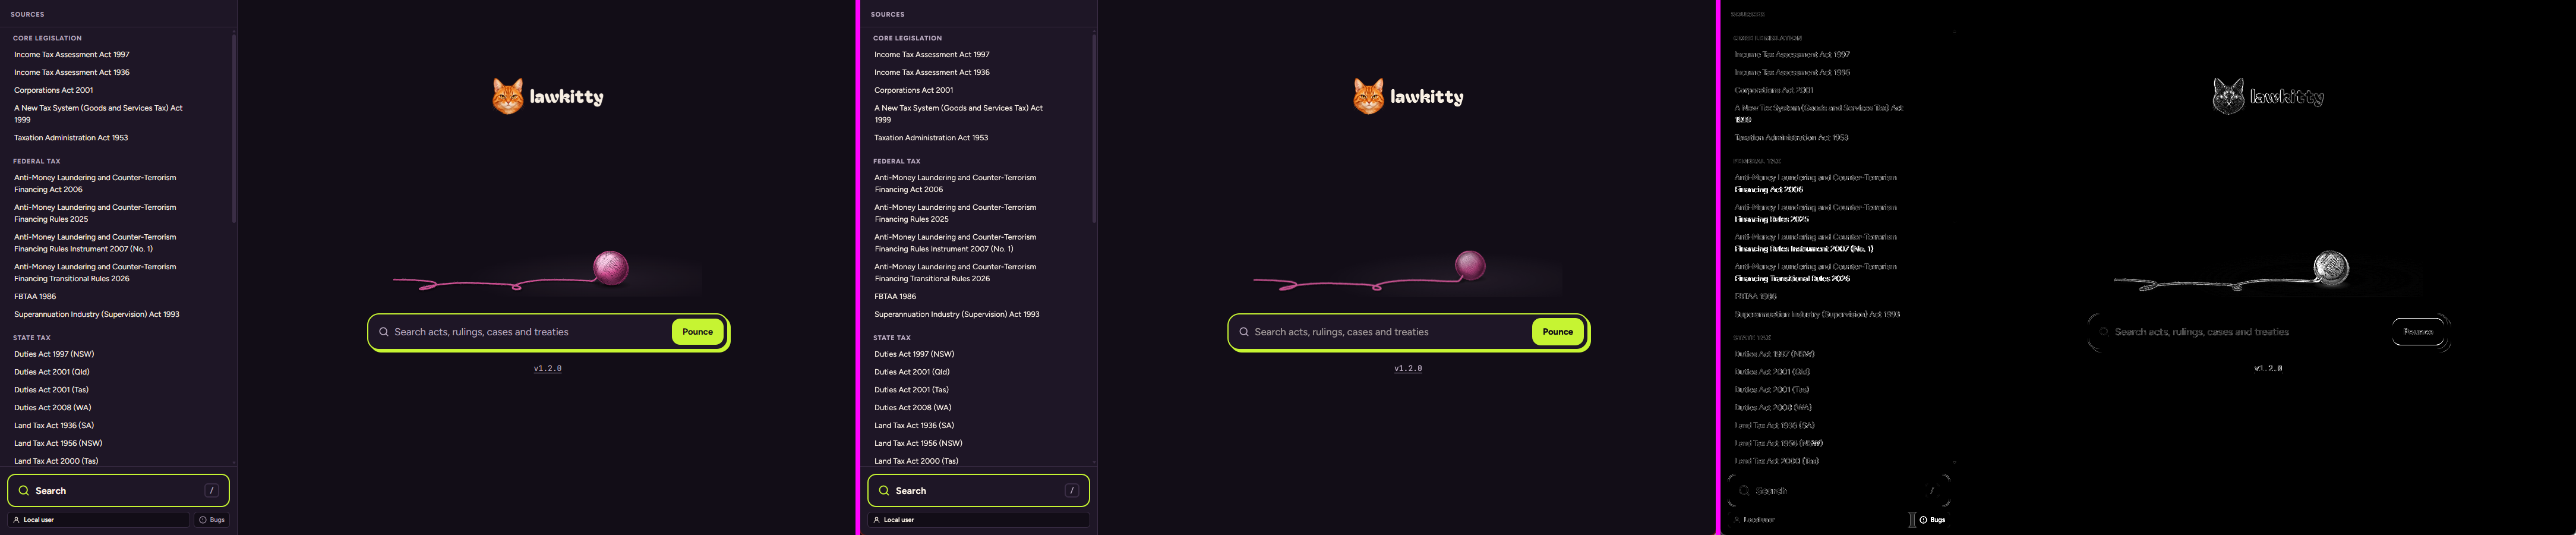 SOURCES
CORE LEGISLATION
Income Tax Assessment Act 1997
Income Tax Assessment Act 1936
Corporations Act 2001
A New Tax System (Goods and Services Tax) Act
1999
Taxation Administration Act 1953
FEDERAL TAX
Anti-Money Laundering and Counter-Terrorism
Financing Act 2006
Anti-Money Laundering and Counter-Terrorism
Financing Rules 2025
Anti-Money Laundering and Counter-Terrorism
Financing Rules Instrument 2007 (No. 1)
Anti-Money Laundering and Counter-Terrorism
Financing Transitional Rules 2026
FBTAA 1986
Superannuation Industry (Supervision) Act 1993
STATE TAX
Duties Act 1997 (NSW)
Duties Act 2001 (Qld)
Duties Act 2001 (Tas)
Duties Act 2008 (WA)
Land Tax Act 1936 (SA)
Land Tax Act 1956 (NSW)
Land Tax Act 2000 (Tas)
Search /
Local user Bugs
lawkitty
Search acts, rulings, cases and treaties Pounce
v1.2.0
SOURCES
CORE LEGISLATION
Income Tax Assessment Act 1997
Income Tax Assessment Act 1936
Corporations Act 2001
A New Tax System (Goods and Services Tax) Act
1999
Taxation Administration Act 1953
FEDERAL TAX
Anti-Money Laundering and Counter-Terrorism
Financing Act 2006
Anti-Money Laundering and Counter-Terrorism
Financing Rules 2025
Anti-Money Laundering and Counter-Terrorism
Financing Rules Instrument 2007 (No. 1)
Anti-Money Laundering and Counter-Terrorism
Financing Transitional Rules 2026
FBTAA 1986
Superannuation Industry (Supervision) Act 1993
STATE TAX
Duties Act 1997 (NSW)
Duties Act 2001 (Qld)
Duties Act 2001 (Tas)
Duties Act 2008 (WA)
Land Tax Act 1936 (SA)
Land Tax Act 1956 (NSW)
Land Tax Act 2000 (Tas)
Search /
Local user
lawkitty
Search acts, rulings, cases and treaties Pounce
v1.2.0
SOURCES
CORE LEGISLATION
Income Tax Assessment Act 1997
Income Tax Assessment Act 1936
Corporations Act 2001
A New Tax System (Goods and Services Tax) Act
1999
Taxation Administration Act 1953
FEDERAL TAX
Anti-Money Laundering and Counter-Terrorism
Financing Act 2006
Anti-Money Laundering and Counter-Terrorism
Financing Rules 2025
Anti-Money Laundering and Counter-Terrorism
Financing Rules Instrument 2007 (No. 1)
Anti-Money Laundering and Counter-Terrorism
Financing Transitional Rules 2026
FBTAA 1986
Superannuation Industry (Supervision) Act 1993
STATE TAX
Duties Act 1997 (NSW)
Duties Act 2001 (Qld)
Duties Act 2001 (Tas)
Duties Act 2008 (WA)
Land Tax Act 1936 (SA)
Land Tax Act 1956 (NSW)
Land Tax Act 2000 (Tas)
Search /
Local user Bugs
lawkitty
Search acts, rulings, cases and treaties Pounce
v1.2.0